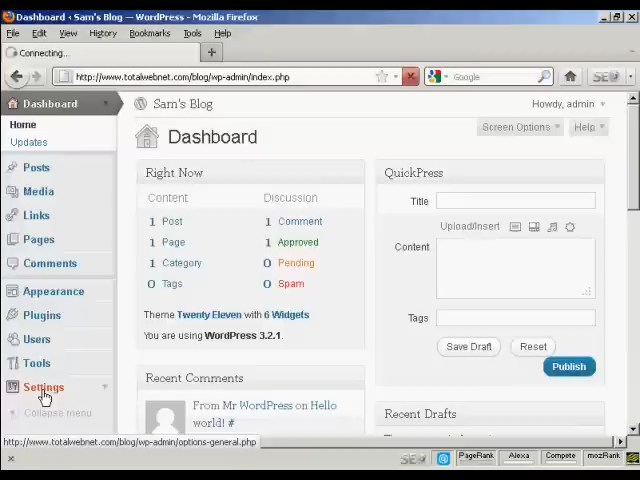 Dashboard ‹ Sam's Blog — WordPress - Mozilla Firefox
File Edit View History Bookmarks Tools Help
Connecting...
http://www.totalwebnet.com/blog/wp-admin/index.php
Google
Dashboard
Sam's Blog
Howdy, admin
Home
Updates
Dashboard
Screen Options
Help
Posts
Media
Links
Pages
Comments
Appearance
Plugins
Users
Tools
Settings
Collapse menu
Right Now
Content Discussion
1 Post 1 Comment
1 Page 1 Approved
1 Category 0 Pending
0 Tags 0 Spam
Theme Twenty Eleven with 6 Widgets
You are using WordPress 3.2.1.
Recent Comments
From Mr WordPress on Hello
world! #
QuickPress
Title
Upload/Insert
Content
Tags
Save Draft Reset
Publish
Recent Drafts
http://www.totalwebnet.com/blog/wp-admin/options-general.php
PageRank Alexa Compete mozRank